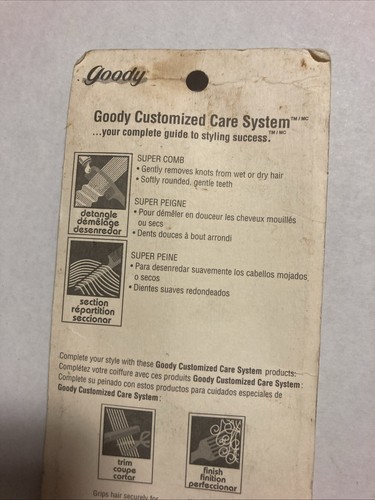 goody
Goody Customized Care System™/MC
...your complete guide to styling success.™/MC
SUPER COMB
• Gently removes knots from wet or dry hair
• Softly rounded, gentle teeth
SUPER PEIGNE
• Pour démêler en douceur les cheveux mouillés
ou secs
• Dents douces à bout arrondi
detangle
démêlage
desenredar
SUPER PEINE
• Para desenredar suavemente los cabellos mojados
o secos
• Dientes suaves redondeados
section
répartition
seccionar
Complete your style with these Goody Customized Care System products:
Complétez votre coiffure avec ces produits Goody Customized Care System:
Complete su peinado con estos productos para cuidados especiales de
Goody Customized Care System:
trim
coupe
cortar
finish
finition
perfeccionar
Grips hair securely for